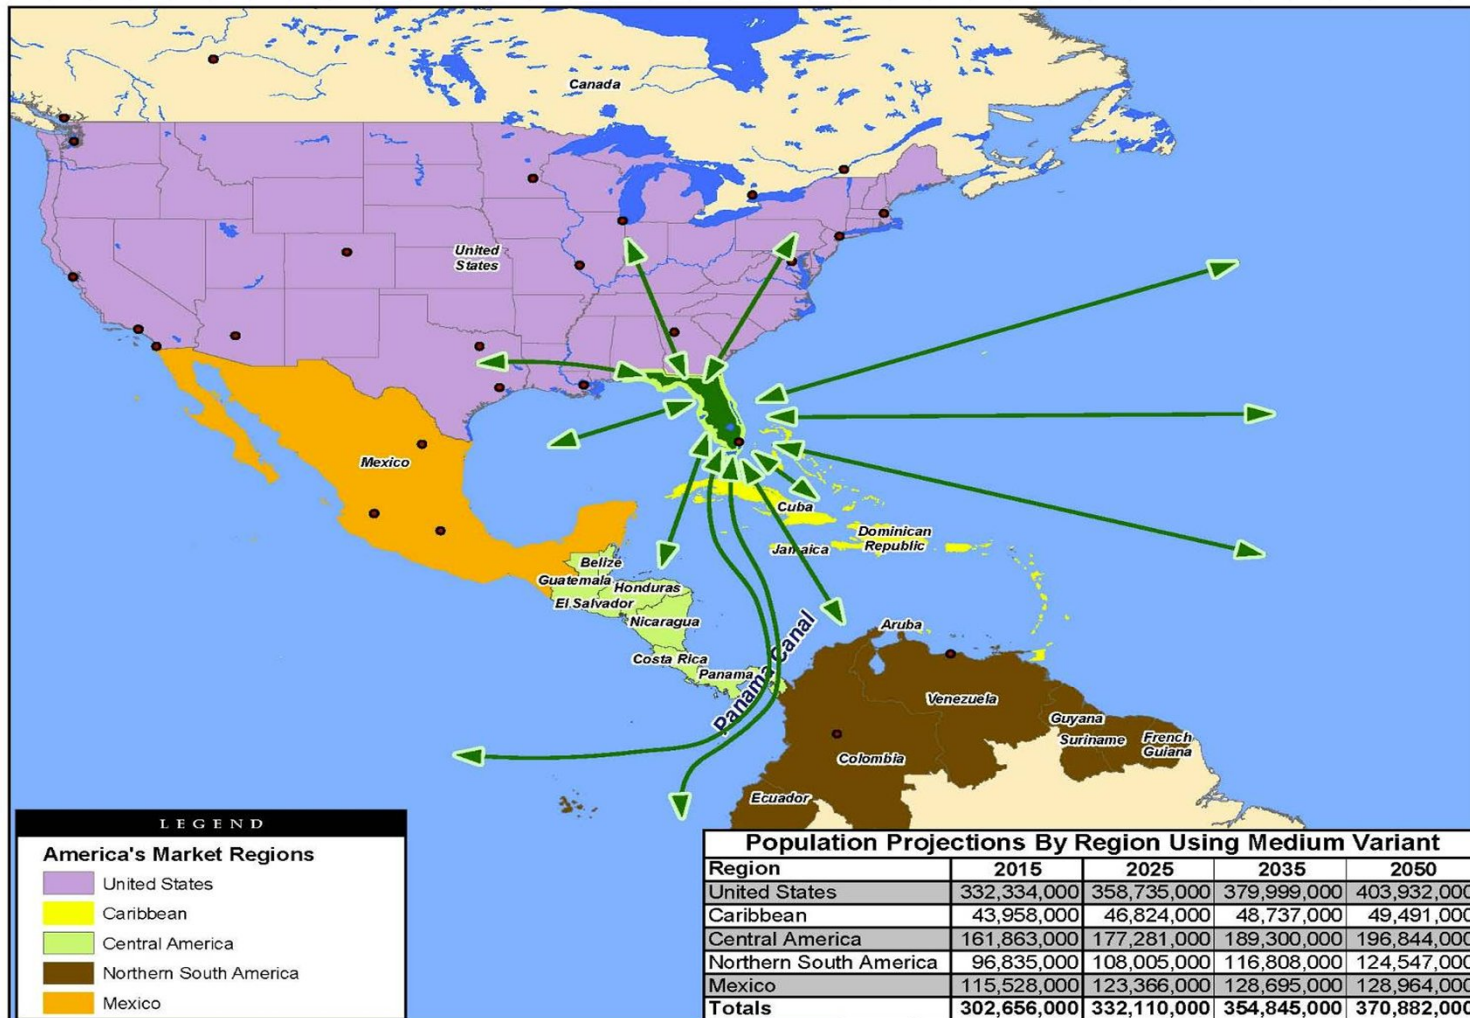 Canada
United
States
Mexico
Cuba
Dominican
Republic
Jamaica
Belize
Guatemala
Honduras
El Salvador
Nicaragua
Aruba
Costa Rica
Panama
Panama Canal
Venezuela
Guyana
Suriname
French
Guiana
Colombia
Ecuador
LEGEND
America's Market Regions
United States
Caribbean
Central America
Northern South America
Mexico
Population Projections By Region Using Medium Variant
Region 2015 2025 2035 2050
United States 332,334,000 358,735,000 379,999,000 403,932,000
Caribbean 43,958,000 46,824,000 48,737,000 49,491,000
Central America 161,863,000 177,281,000 189,300,000 196,844,000
Northern South America 96,835,000 108,005,000 116,808,000 124,547,000
Mexico 115,528,000 123,366,000 128,695,000 128,964,000
Totals 302,656,000 332,110,000 354,845,000 370,882,000